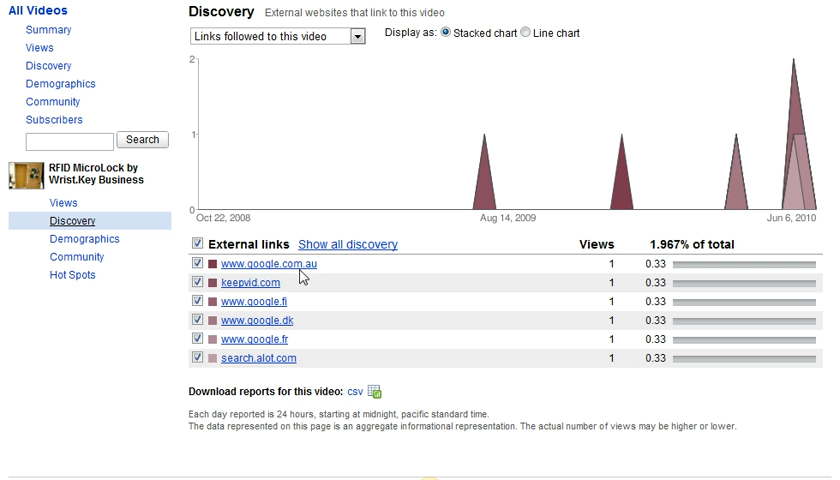 All Videos
Summary
Views
Discovery
Demographics
Community
Subscribers
Search
RFID MicroLock by
Wrist.Key Business
Views
Discovery
Demographics
Community
Hot Spots
Discovery External websites that link to this video
Links followed to this video Display as: Stacked chart Line chart
2
1
0
Oct 22, 2008 Aug 14, 2009 Jun 6, 2010
External links Show all discovery Views 1.967% of total
www.google.com.au 1 0.33
keepvid.com 1 0.33
www.google.fi 1 0.33
www.google.dk 1 0.33
www.google.fr 1 0.33
search.alot.com 1 0.33
Download reports for this video: csv
Each day reported is 24 hours, starting at midnight, pacific standard time.
The data represented on this page is an aggregate informational representation. The actual number of views may be higher or lower.